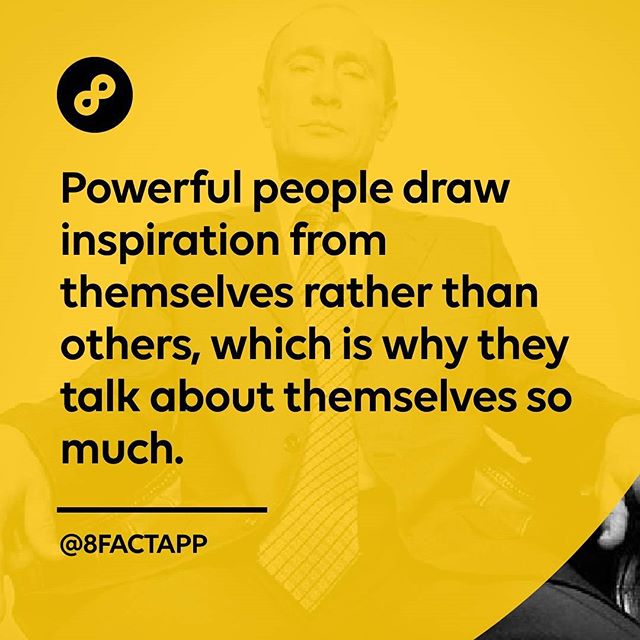 Powerful people draw
inspiration from
themselves rather than
others, which is why they
talk about themselves so
much.
@8FACTAPP